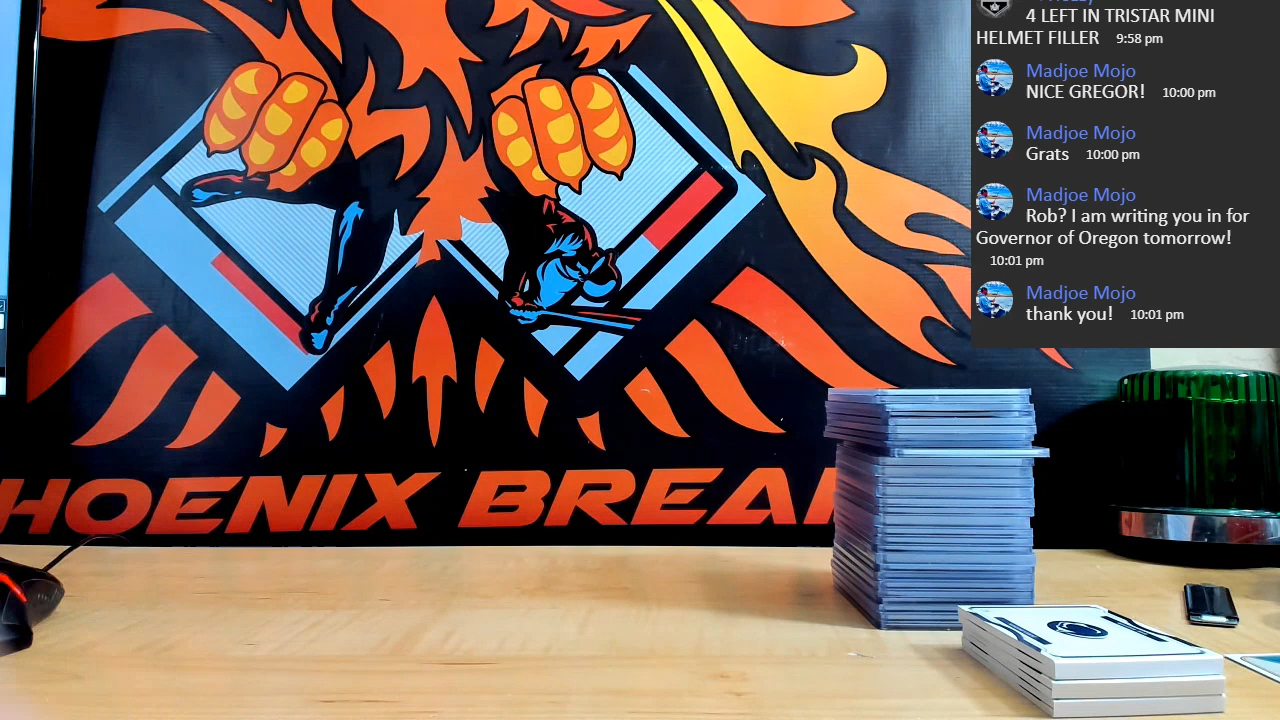 4 LEFT IN TRISTAR MINI
HELMET FILLER 9:58 pm
Madjoe Mojo
NICE GREGOR! 10:00 pm
Madjoe Mojo
Grats 10:00 pm
Madjoe Mojo
Rob? I am writing you in for
Governor of Oregon tomorrow!
10:01 pm
Madjoe Mojo
thank you! 10:01 pm
HOENIX BREA